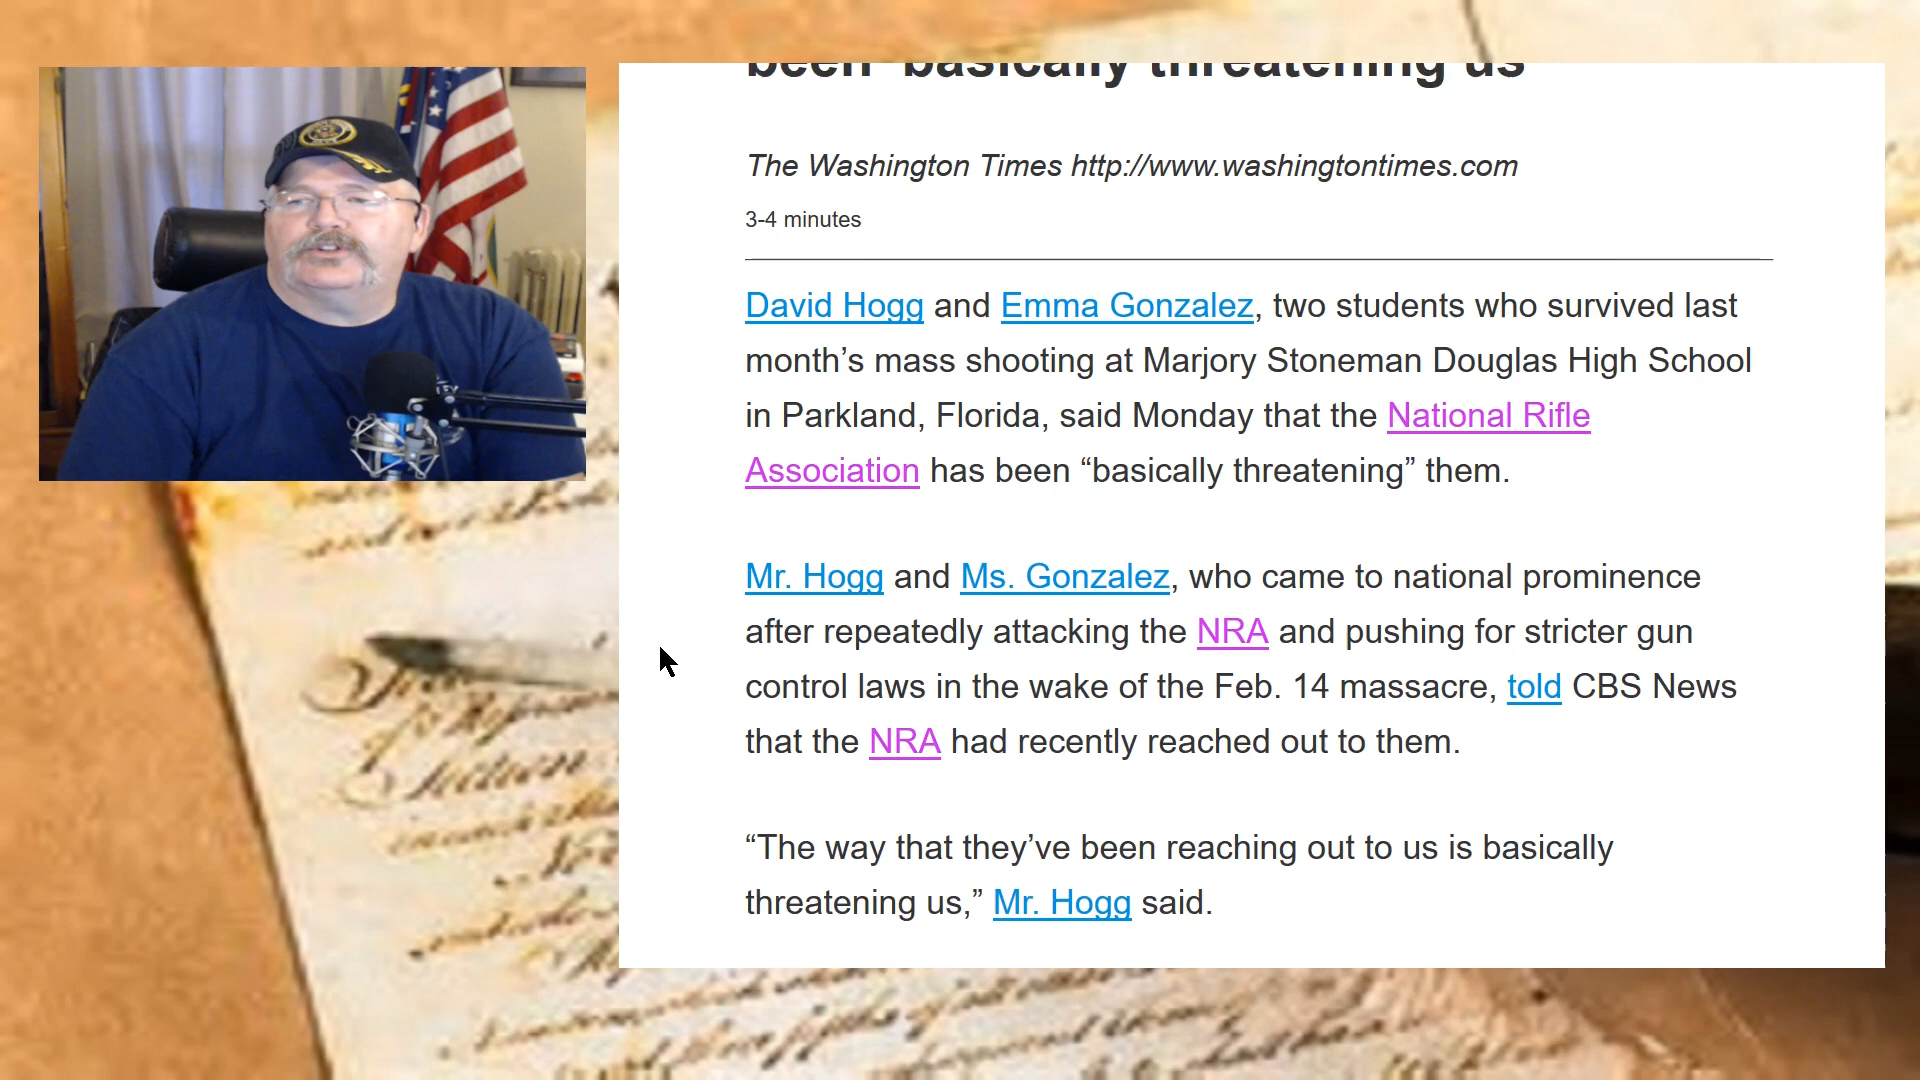 been 'basically threatening us'
The Washington Times http://www.washingtontimes.com
3-4 minutes
David Hogg and Emma Gonzalez, two students who survived last
month’s mass shooting at Marjory Stoneman Douglas High School
in Parkland, Florida, said Monday that the National Rifle
Association has been “basically threatening” them.
Mr. Hogg and Ms. Gonzalez, who came to national prominence
after repeatedly attacking the NRA and pushing for stricter gun
control laws in the wake of the Feb. 14 massacre, told CBS News
that the NRA had recently reached out to them.
“The way that they’ve been reaching out to us is basically
threatening us,” Mr. Hogg said.